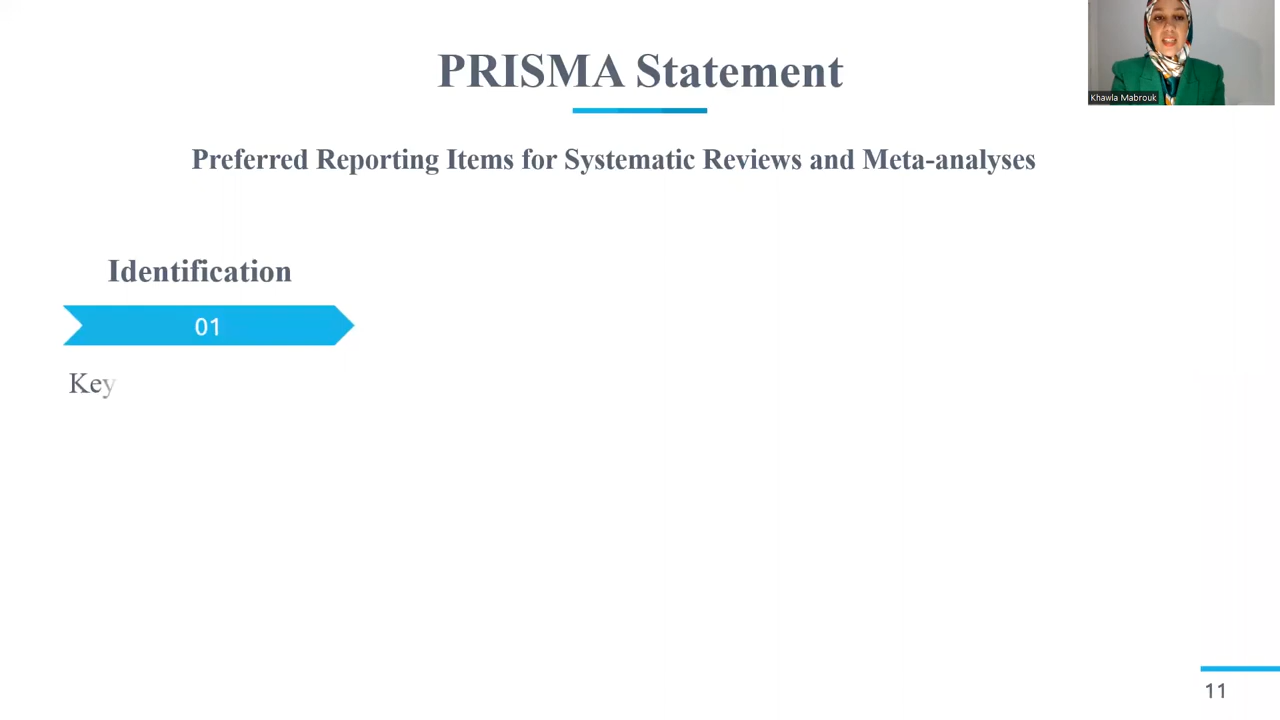 PRISMA Statement
Khawla Mabrouk
Preferred Reporting Items for Systematic Reviews and Meta-analyses
Identification
01
Key
11